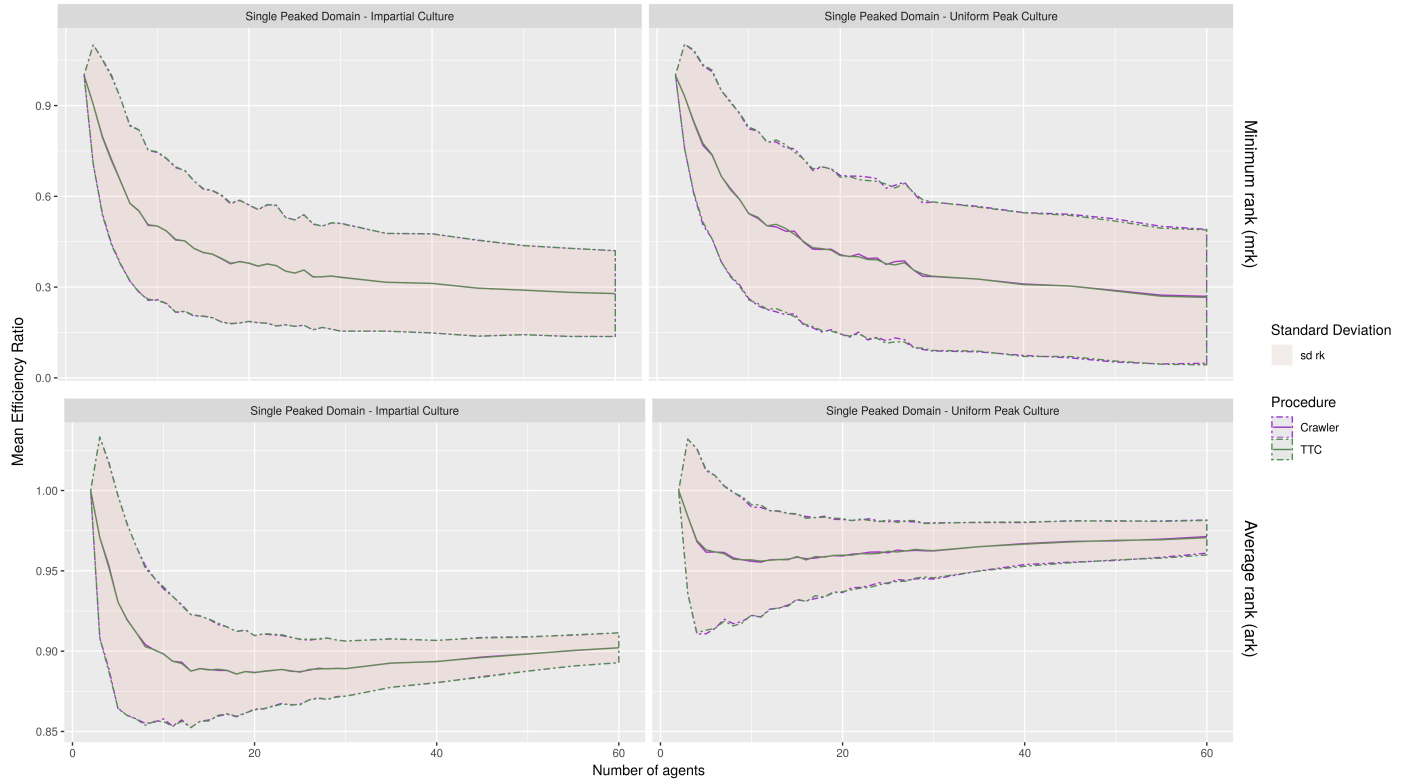 Single Peaked Domain - Impartial Culture
Single Peaked Domain - Uniform Peak Culture
0.9
0.6
0.3
0.0
Minimum rank (mrk)
Mean Efficiency Ratio
Single Peaked Domain - Impartial Culture
Single Peaked Domain - Uniform Peak Culture
1.00
0.95
0.90
0.85
Average rank (ark)
0
20
40
60
0
20
40
60
Number of agents
Standard Deviation
sd rk
Procedure
Crawler
TTC